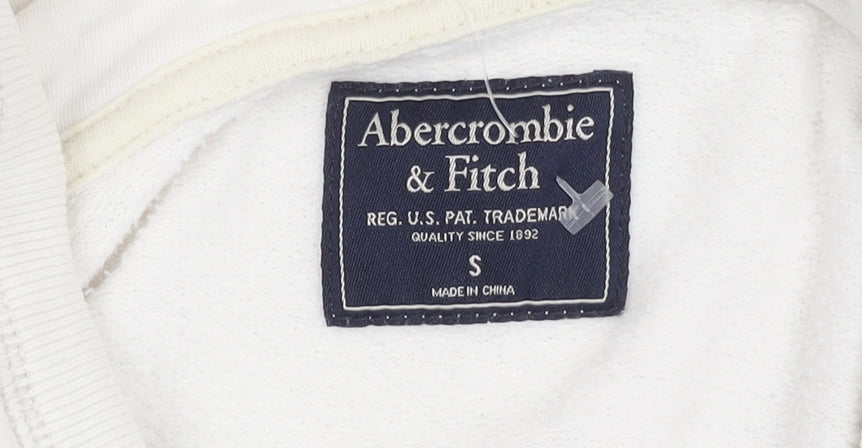 Abercrombie
& Fitch
REG. U.S. PAT. TRADEMARK
QUALITY SINCE 1892
S
MADE IN CHINA